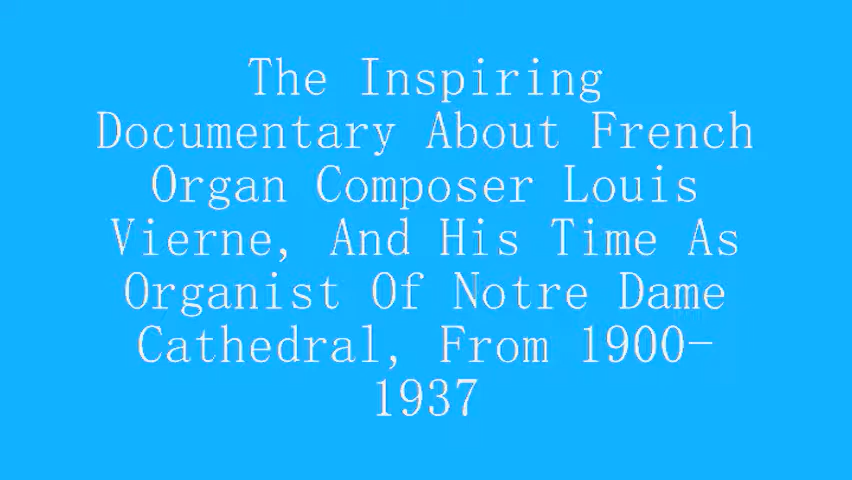 The Inspiring
Documentary About French
Organ Composer Louis
Vierne, And His Time As
Organist Of Notre Dame
Cathedral, From 1900-
1937